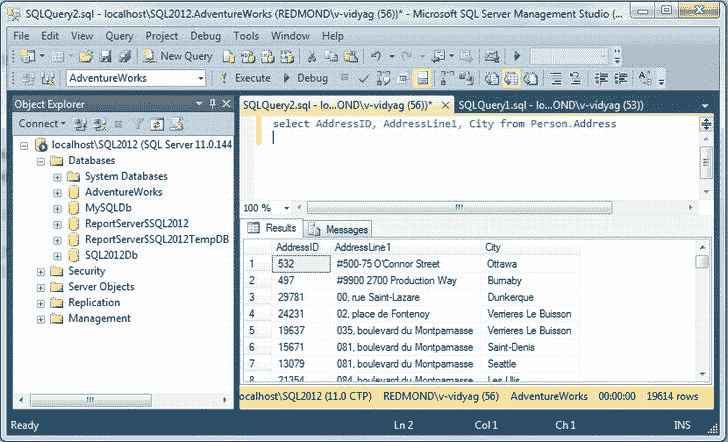 SQLQuery2.sql - localhost\SQL2012.AdventureWorks (REDMOND\v-vidyag (56))* - Microsoft SQL Server Management Studio (...
File Edit View Query Project Debug Tools Window Help
New Query
AdventureWorks Execute Debug
Object Explorer
Connect
localhost\SQL2012 (SQL Server 11.0.144
Databases
System Databases
AdventureWorks
MySQLDb
ReportServer$SQL2012
ReportServer$SQL2012TempDB
SQL2012Db
Security
Server Objects
Replication
Management
SQLQuery2.sql - lo...OND\v-vidyag (56))* SQLQuery1.sql - lo...OND\v-vidyag (53))
select AddressID, AddressLine1, City from Person.Address
100 %
Results Messages
AddressID AddressLine1 City
1 532 #500-75 O'Connor Street Ottawa
2 497 #9900 2700 Production Way Burnaby
3 29781 00, rue Saint-Lazare Dunkerque
4 24231 02, place de Fontenoy Verrieres Le Buisson
5 19637 035, boulevard du Montparnasse Verrieres Le Buisson
6 15671 081, boulevard du Montparnasse Saint-Denis
7 13079 081, boulevard du Montparnasse Seattle
8 21354 084, boulevard du Montparnasse Les Ulis
ocalhost\SQL2012 (11.0 CTP) REDMOND\v-vidyag (56) AdventureWorks 00:00:00 19614 rows
Ready Ln 2 Col 1 Ch 1 INS